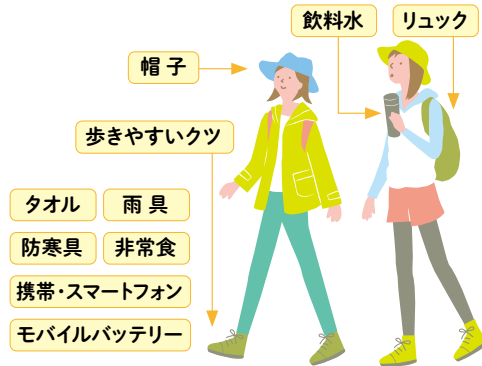 飲料水
リュック
帽子
歩きやすいクツ
タオル
雨具
防寒具
非常食
携帯・スマートフォン
モバイルバッテリー